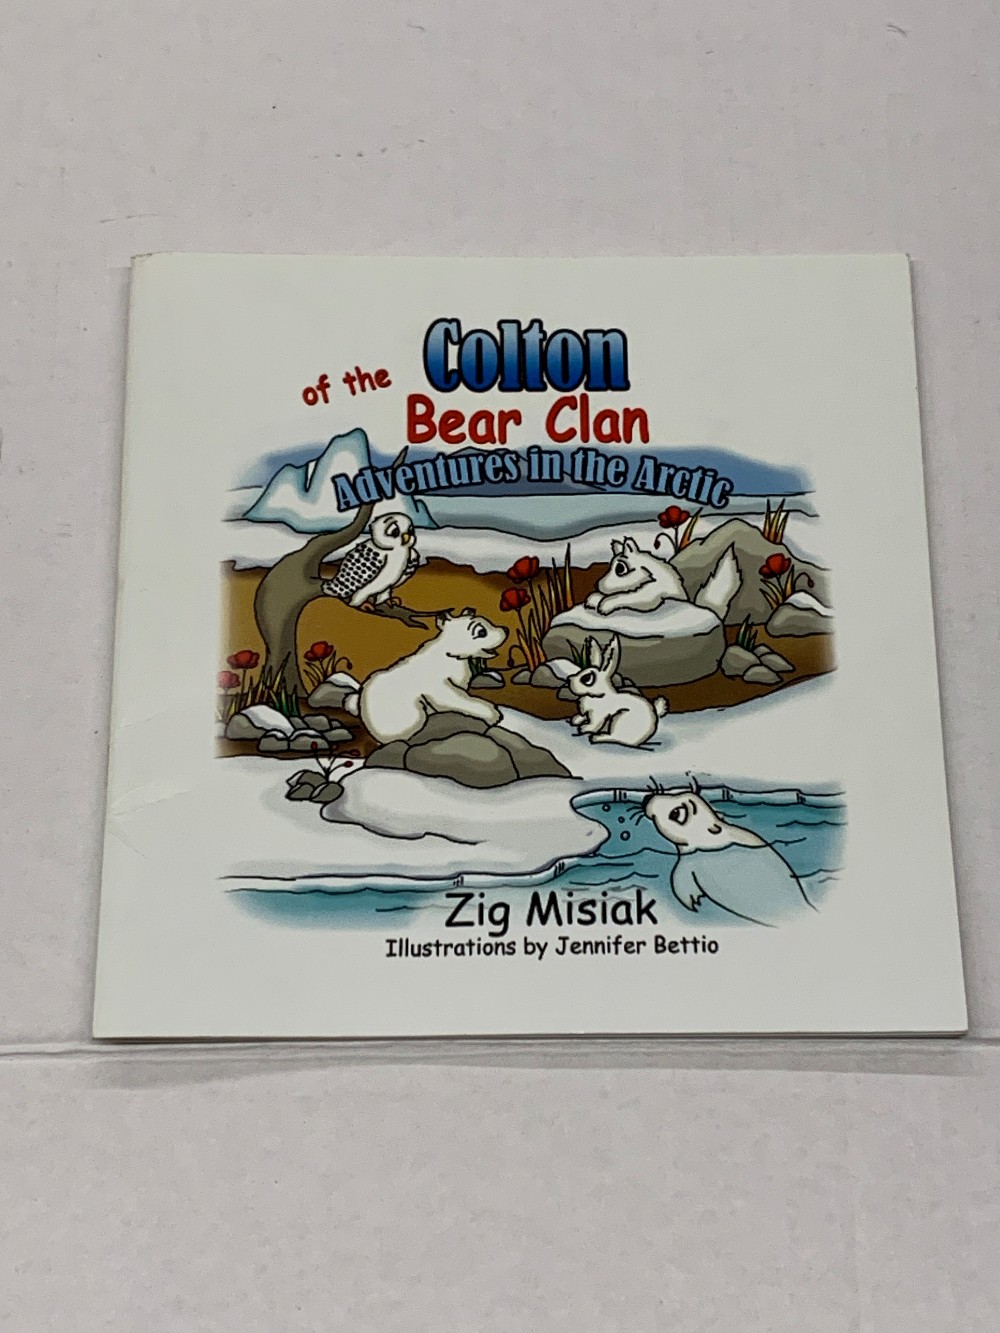 Colton
of the
Bear Clan
Adventures in the Arctic
Zig Misiak
Illustrations by Jennifer Bettio